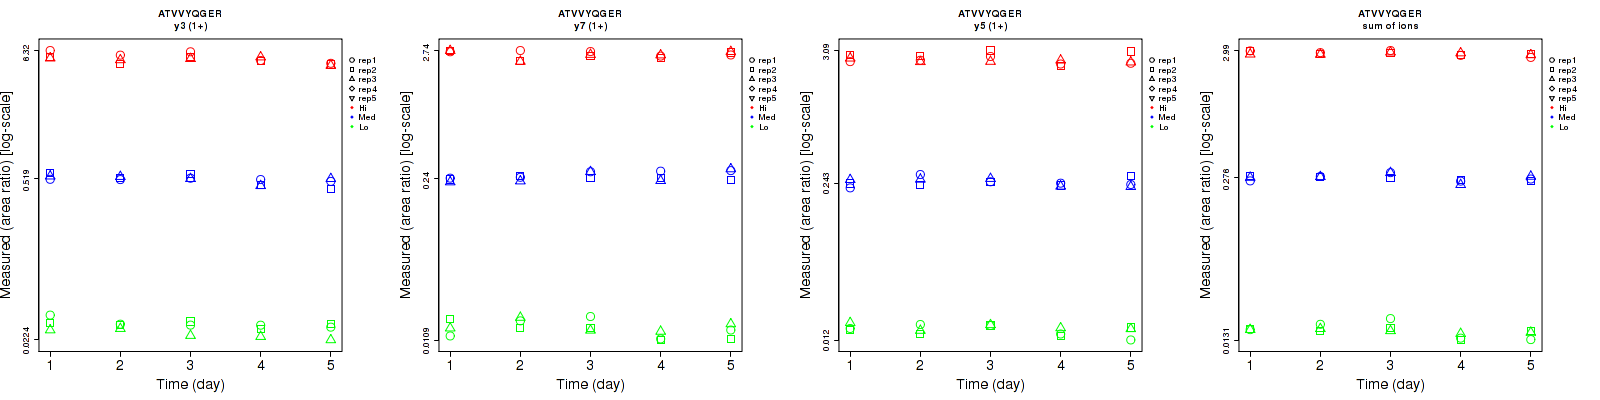 ATVVYQGER
y3 (1+)
Measured (area ratio) [log-scale]
6.32
0.519
0.0224
1 2 3 4 5
Time (day)
rep1
rep2
rep3
rep4
rep5
Hi
Med
Lo
ATVVYQGER
y7 (1+)
Measured (area ratio) [log-scale]
2.74
0.24
0.0109
1 2 3 4 5
Time (day)
rep1
rep2
rep3
rep4
rep5
Hi
Med
Lo
ATVVYQGER
y5 (1+)
Measured (area ratio) [log-scale]
3.09
0.243
0.012
1 2 3 4 5
Time (day)
rep1
rep2
rep3
rep4
rep5
Hi
Med
Lo
ATVVYQGER
sum of ions
Measured (area ratio) [log-scale]
2.99
0.276
0.0131
1 2 3 4 5
Time (day)
rep1
rep2
rep3
rep4
rep5
Hi
Med
Lo